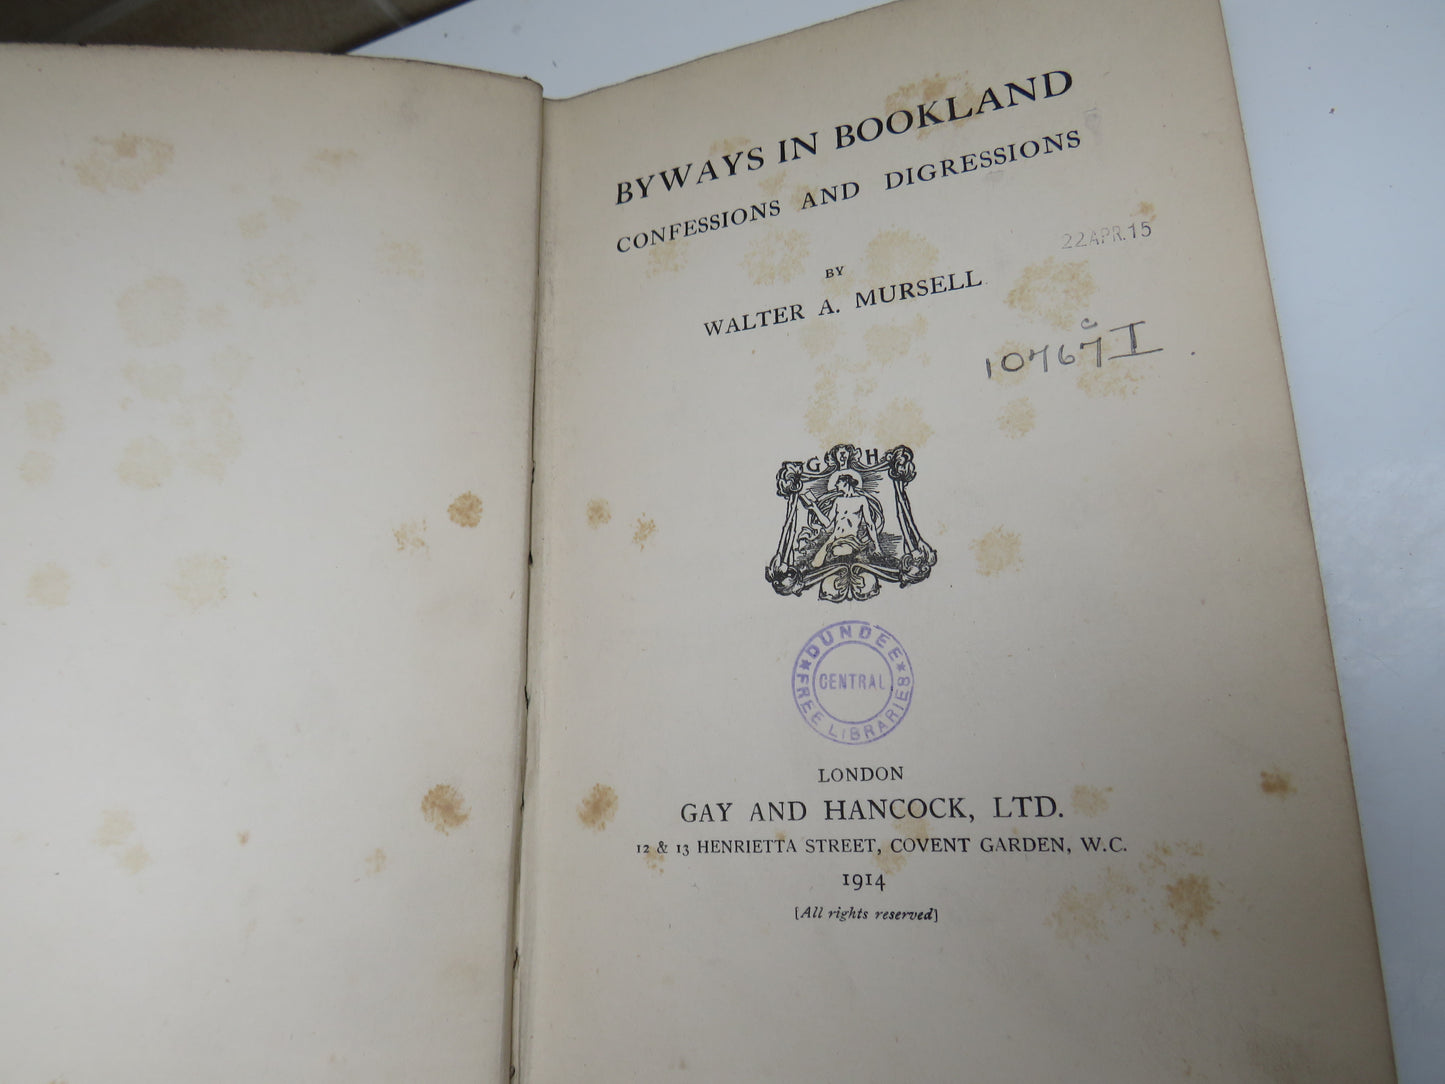 BYWAYS IN BOOKLAND
CONFESSIONS AND DIGRESSIONS
22 APR. 15
BY
WALTER A. MURSELL
G & H
DUNDEE
CENTRAL
FREE LIBRARIES
LONDON
GAY AND HANCOCK, LTD.
12 & 13 HENRIETTA STREET, COVENT GARDEN, W.C.
1914
[All rights reserved]